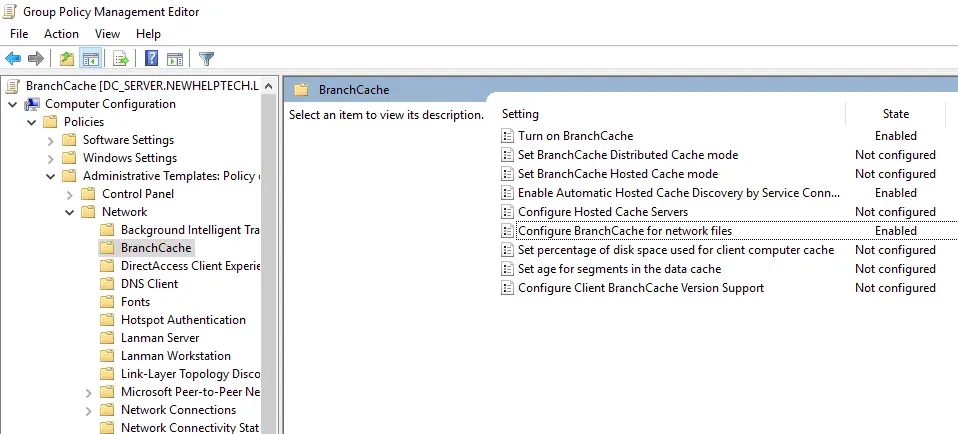 Group Policy Management Editor
File Action View Help
BranchCache [DC_SERVER.NEWHELPTECH.L
Computer Configuration
Policies
Software Settings
Windows Settings
Administrative Templates: Policy
Control Panel
Network
Background Intelligent Tra
BranchCache
DirectAccess Client Experie
DNS Client
Fonts
Hotspot Authentication
Lanman Server
Lanman Workstation
Link-Layer Topology Disco
Microsoft Peer-to-Peer Ne
Network Connections
Network Connectivity Stat
BranchCache
Select an item to view its description.
Setting State
Turn on BranchCache Enabled
Set BranchCache Distributed Cache mode Not configured
Set BranchCache Hosted Cache mode Not configured
Enable Automatic Hosted Cache Discovery by Service Conn... Enabled
Configure Hosted Cache Servers Not configured
Configure BranchCache for network files Enabled
Set percentage of disk space used for client computer cache Not configured
Set age for segments in the data cache Not configured
Configure Client BranchCache Version Support Not configured